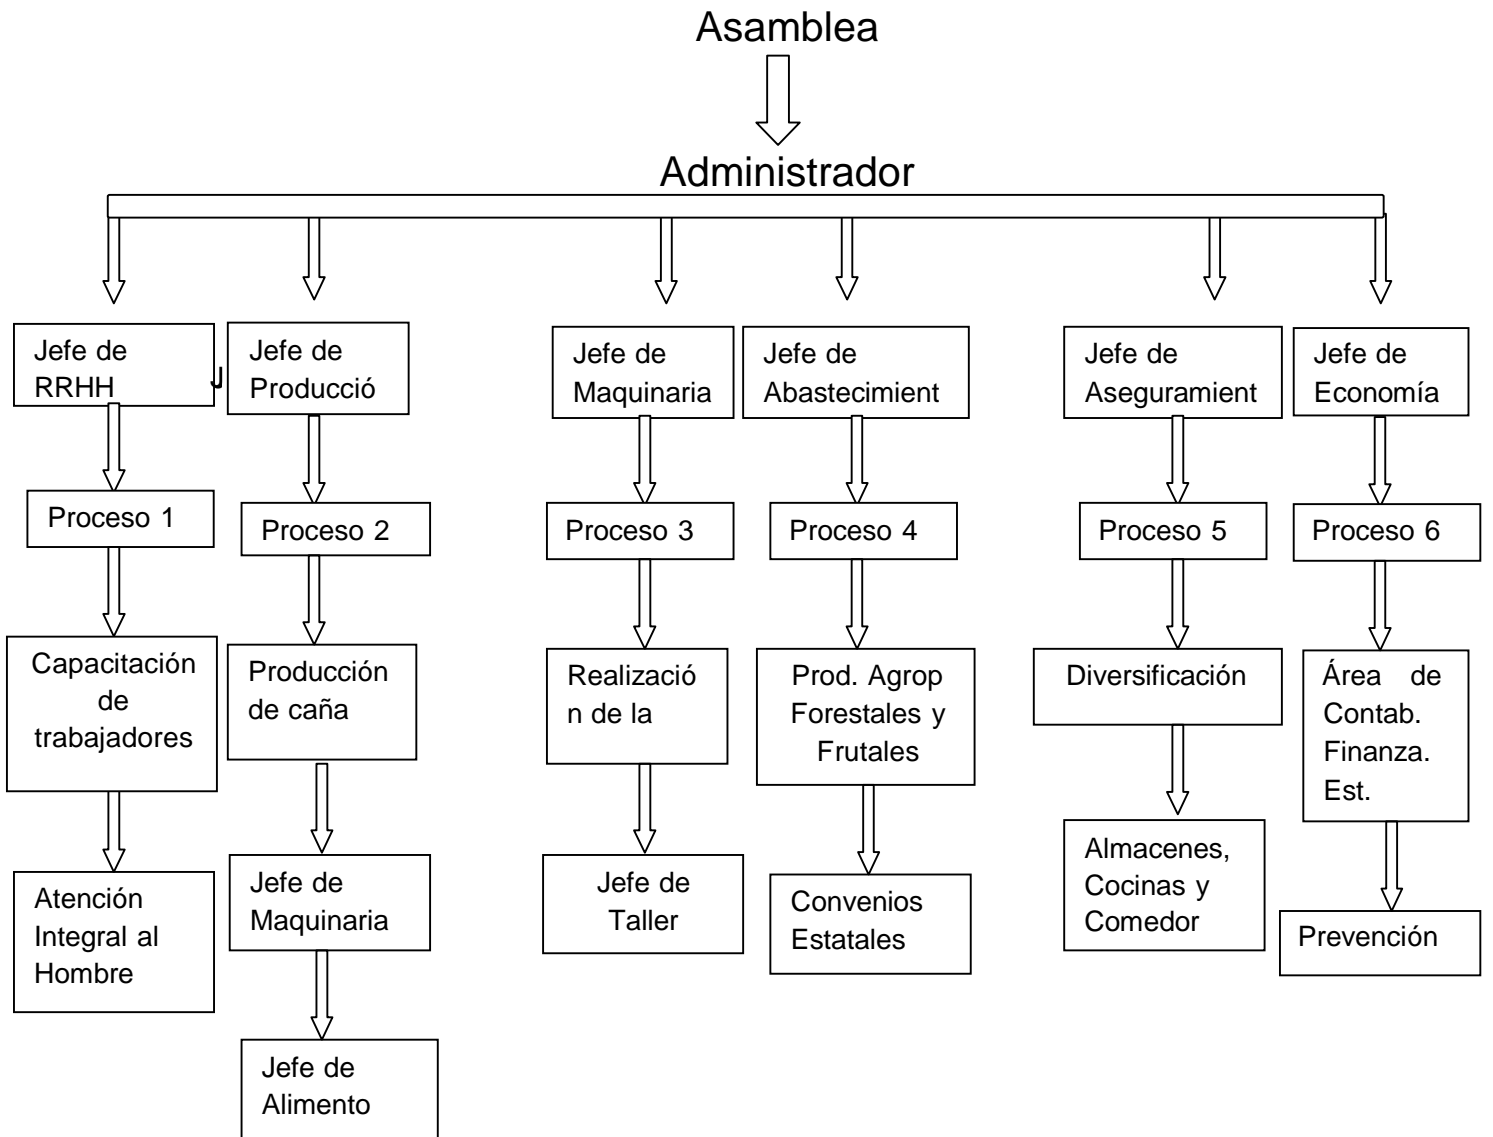 Asamblea
Administrador
Jefe de
RRHH
J
Jefe de
Producció
Jefe de
Maquinaria
Jefe de
Abastecimient
Jefe de
Aseguramient
Jefe de
Economía
Proceso 1
Proceso 2
Proceso 3
Proceso 4
Proceso 5
Proceso 6
Capacitación
de
trabajadores
Producción
de caña
Realizació
n de la
Prod. Agrop
Forestales y
Frutales
Diversificación
Área de
Contab.
Finanza.
Est.
Atención
Integral al
Hombre
Jefe de
Maquinaria
Jefe de
Taller
Convenios
Estatales
Almacenes,
Cocinas y
Comedor
Prevención
Jefe de
Alimento